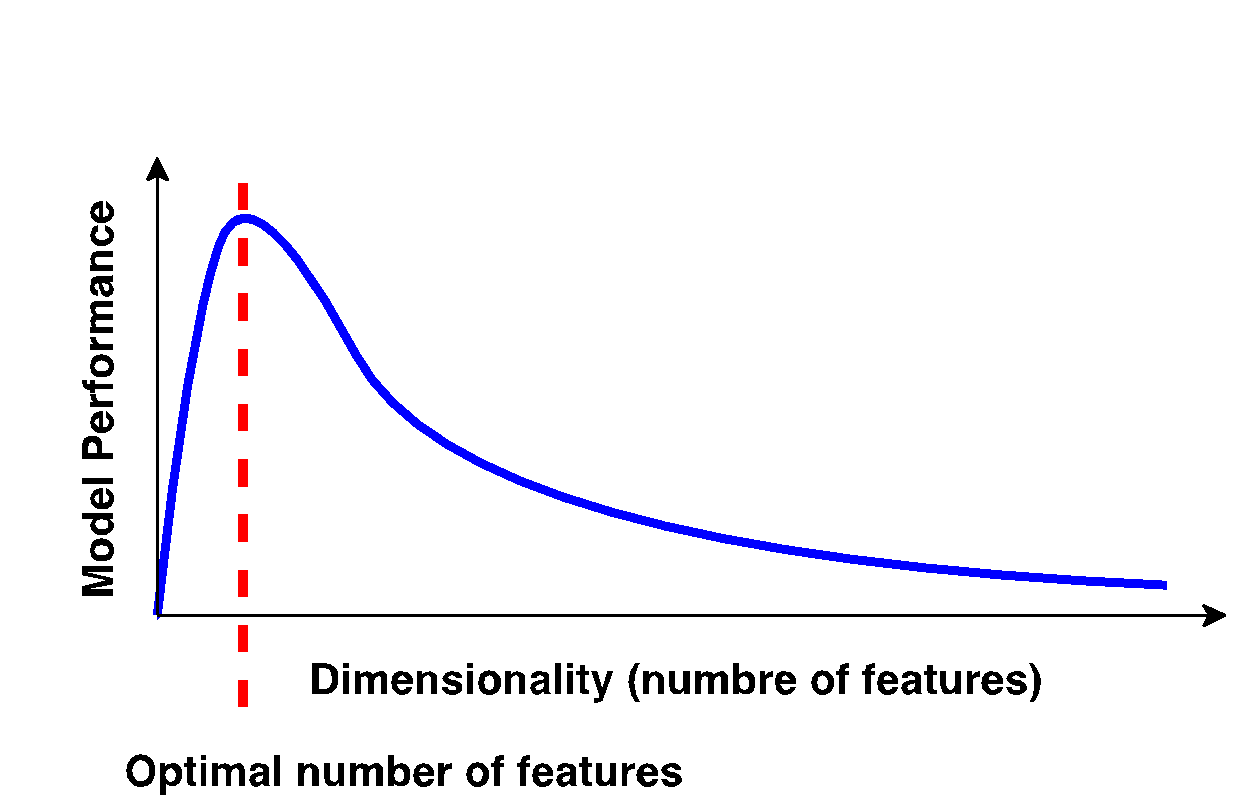 Model Performance
Dimensionality (numbre of features)
Optimal number of features